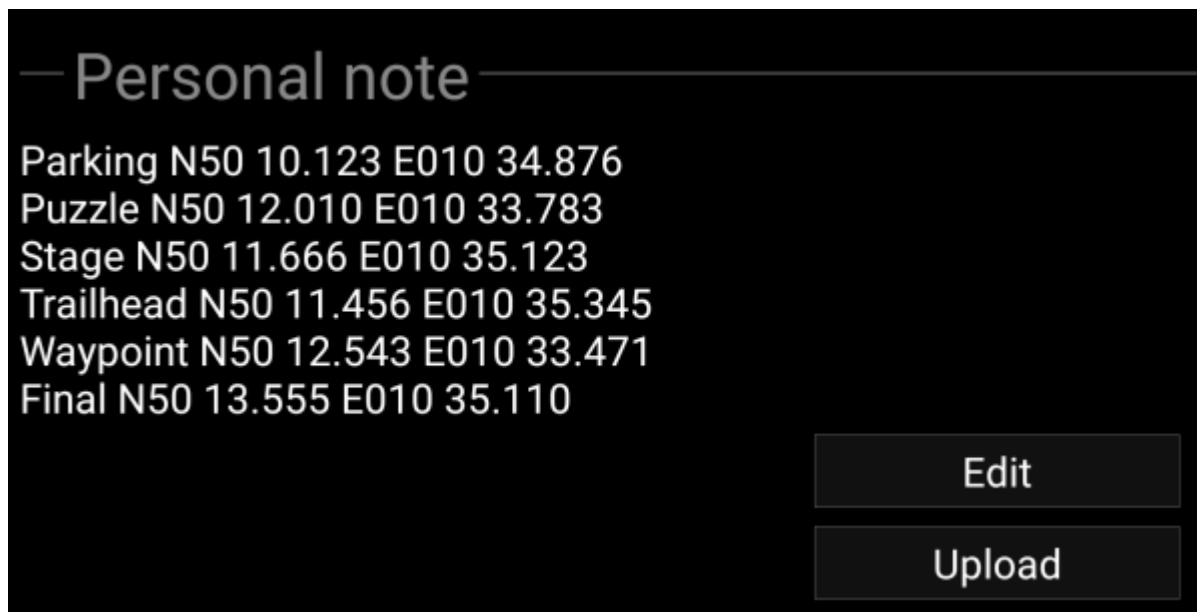 Personal note
Parking N50 10.123 E010 34.876
Puzzle N50 12.010 E010 33.783
Stage N50 11.666 E010 35.123
Trailhead N50 11.456 E010 35.345
Waypoint N50 12.543 E010 33.471
Final N50 13.555 E010 35.110
Edit
Upload